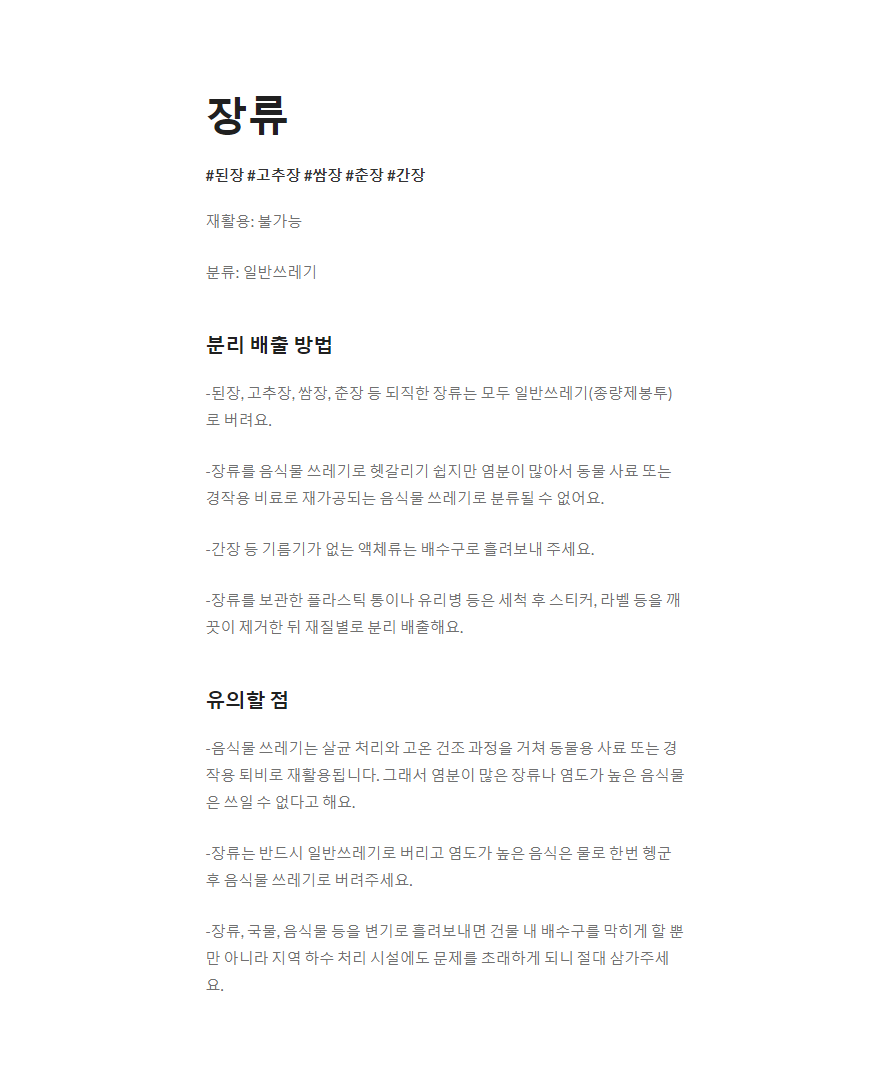 장류
#된장 #고추장 #쌈장 #춘장 #간장
재활용: 불가능
분류: 일반쓰레기
분리 배출 방법
-된장, 고추장, 쌈장, 춘장 등 되직한 장류는 모두 일반쓰레기(종량제봉투)
로 버려요.
-장류를 음식물 쓰레기로 헷갈리기 쉽지만 염분이 많아서 동물 사료 또는
경작용 비료로 재가공되는 음식물 쓰레기로 분류될 수 없어요.
-간장 등 기름기가 없는 액체류는 배수구로 흘려보내 주세요.
-장류를 보관한 플라스틱 통이나 유리병 등은 세척 후 스티커, 라벨 등을 깨
끗이 제거한 뒤 재질별로 분리 배출해요.
유의할 점
-음식물 쓰레기는 살균 처리와 고온 건조 과정을 거쳐 동물용 사료 또는 경
작용 퇴비로 재활용됩니다. 그래서 염분이 많은 장류나 염도가 높은 음식물
은 쓰일 수 없다고 해요.
-장류는 반드시 일반쓰레기로 버리고 염도가 높은 음식은 물로 한번 헹군
후 음식물 쓰레기로 버려주세요.
-장류, 국물, 음식물 등을 변기로 흘려보내면 건물 내 배수구를 막히게 할 뿐
만 아니라 지역 하수 처리 시설에도 문제를 초래하게 되니 절대 삼가주세
요.